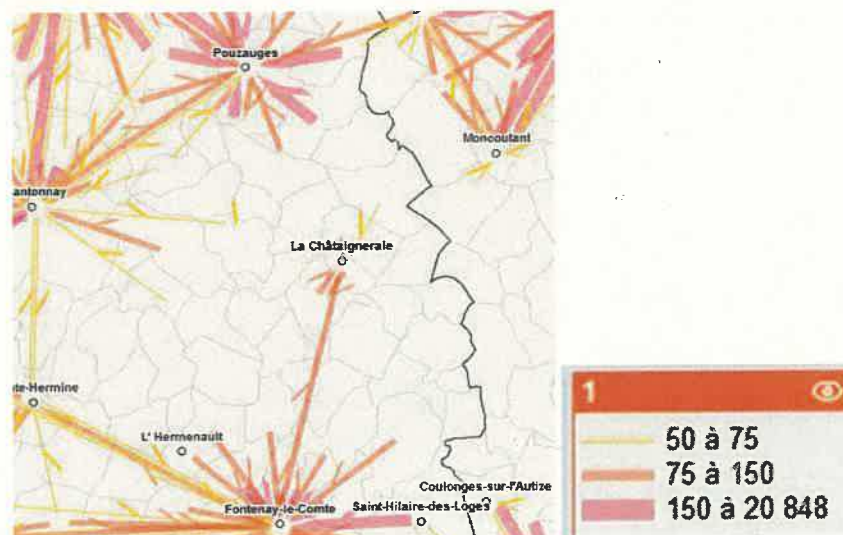 Pouzauges
Moncoutant
antonnay
La Châtaigneraie
te-Hermine
L' Hermenault
Coulonges-sur-l'Autize
Fontenay-le-Comte
Saint-Hilaire-des-Loges
1
50 à 75
75 à 150
150 à 20 848